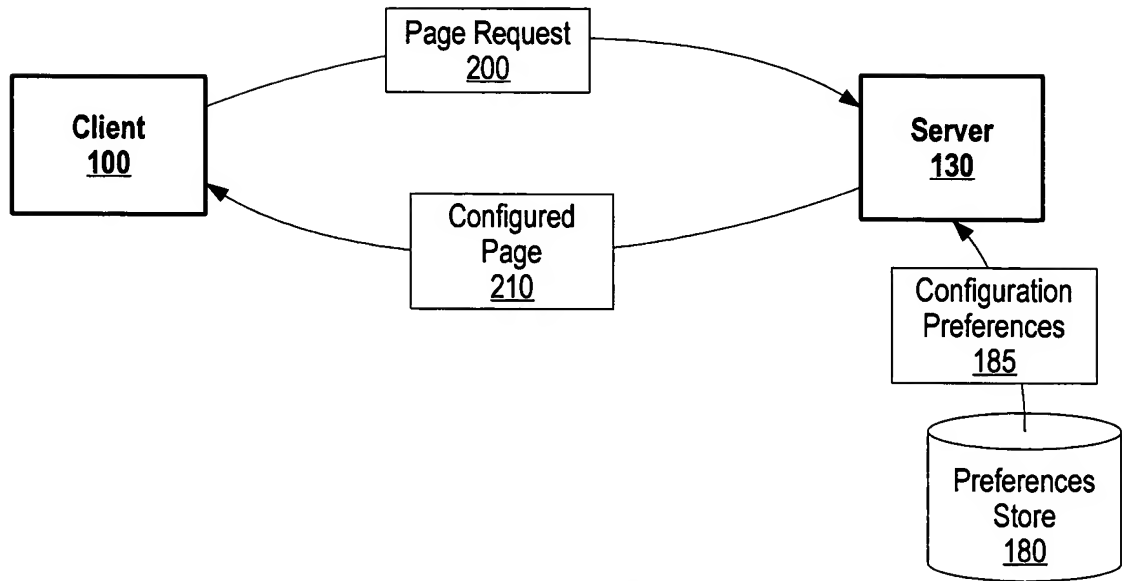 Page Request
200
Client
100
Server
130
Configured
Page
210
Configuration
Preferences
185
Preferences
Store
180